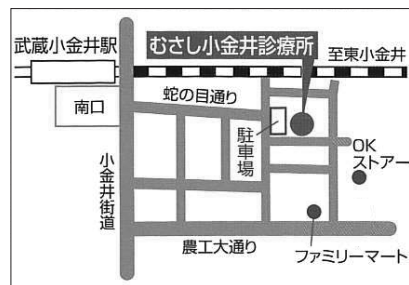 武蔵小金井駅
むさし小金井診療所
至東小金井
南口
蛇の目通り
駐車場
OK
ストアー
小金井街道
農工大通り
ファミリーマート